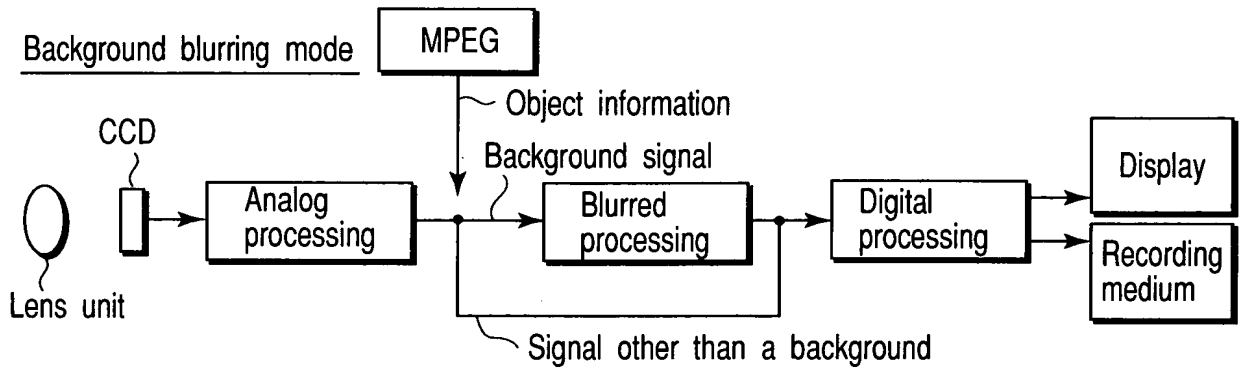 Background blurring mode
MPEG
Object information
CCD
Background signal
Display
Analog
processing
Blurred
processing
Digital
processing
Recording
medium
Lens unit
Signal other than a background